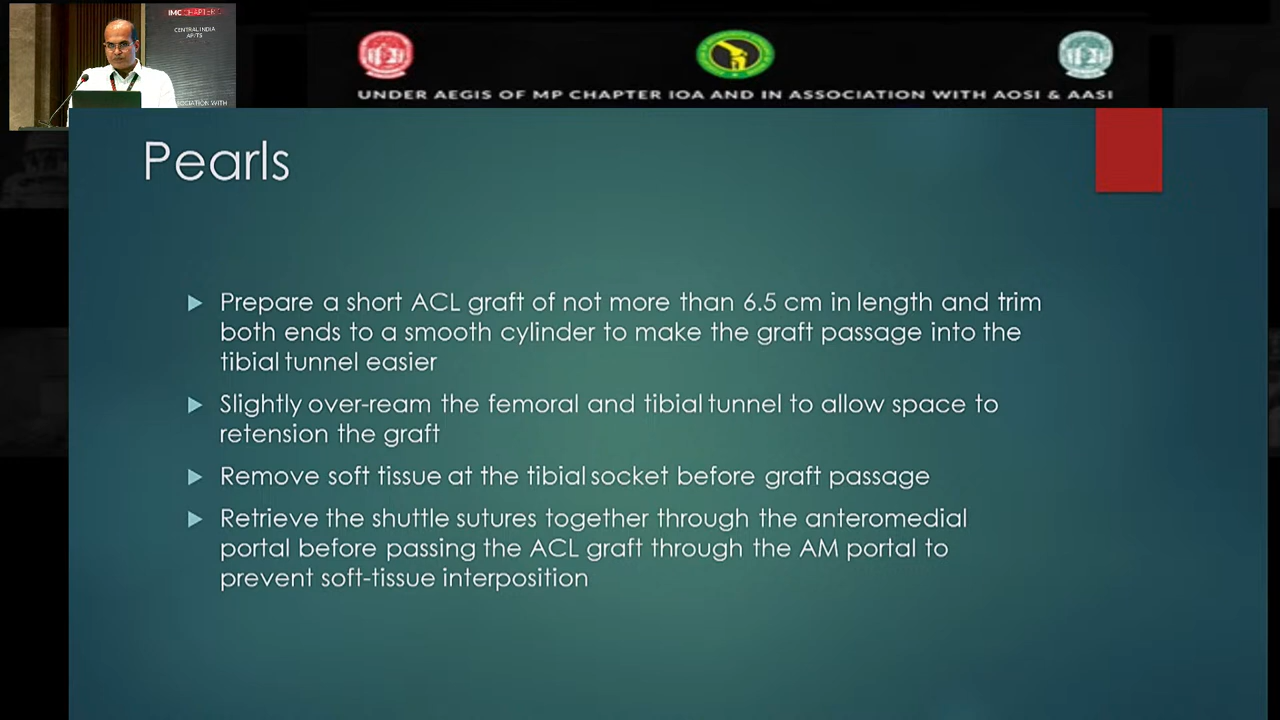 IMC CHAPTER
CENTRAL INDIA
UNDER AEGIS OF MP CHAPTER IOA AND IN ASSOCIATION WITH AOSI & AASI
Pearls
Prepare a short ACL graft of not more than 6.5 cm in length and trim
both ends to a smooth cylinder to make the graft passage into the
tibial tunnel easier
Slightly over-ream the femoral and tibial tunnel to allow space to
retension the graft
Remove soft tissue at the tibial socket before graft passage
Retrieve the shuttle sutures together through the anteromedial
portal before passing the ACL graft through the AM portal to
prevent soft-tissue interposition